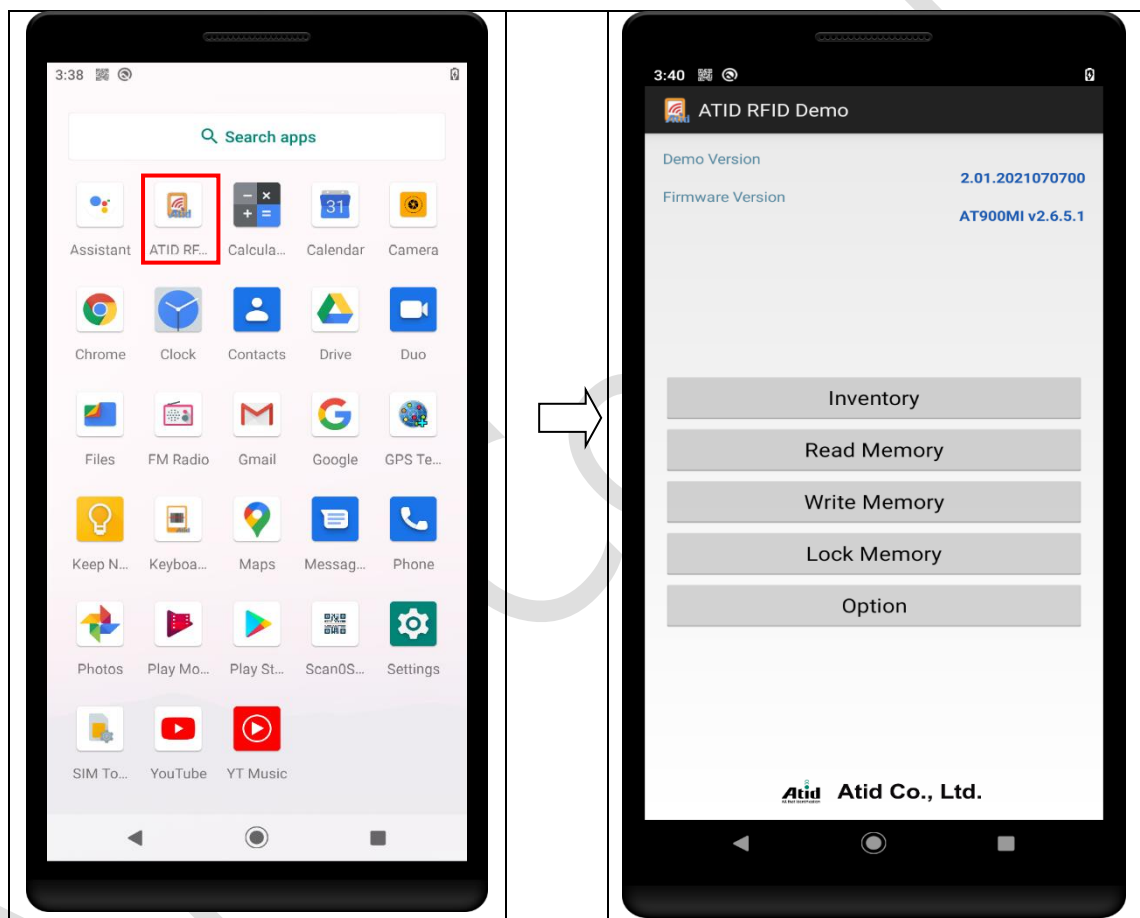 3:38
Search apps
31
Assistant ATID RF... Calcula... Calendar Camera
Chrome Clock Contacts Drive Duo
Files FM Radio Gmail Google GPS Te...
Keep N... Keyboa... Maps Messag... Phone
Photos Play Mo... Play St... Scan0S... Settings
SIM To... YouTube YT Music
3:40
ATID RFID Demo
Demo Version
2.01.2021070700
Firmware Version
AT900MI v2.6.5.1
Inventory
Read Memory
Write Memory
Lock Memory
Option
Atid Atid Co., Ltd.